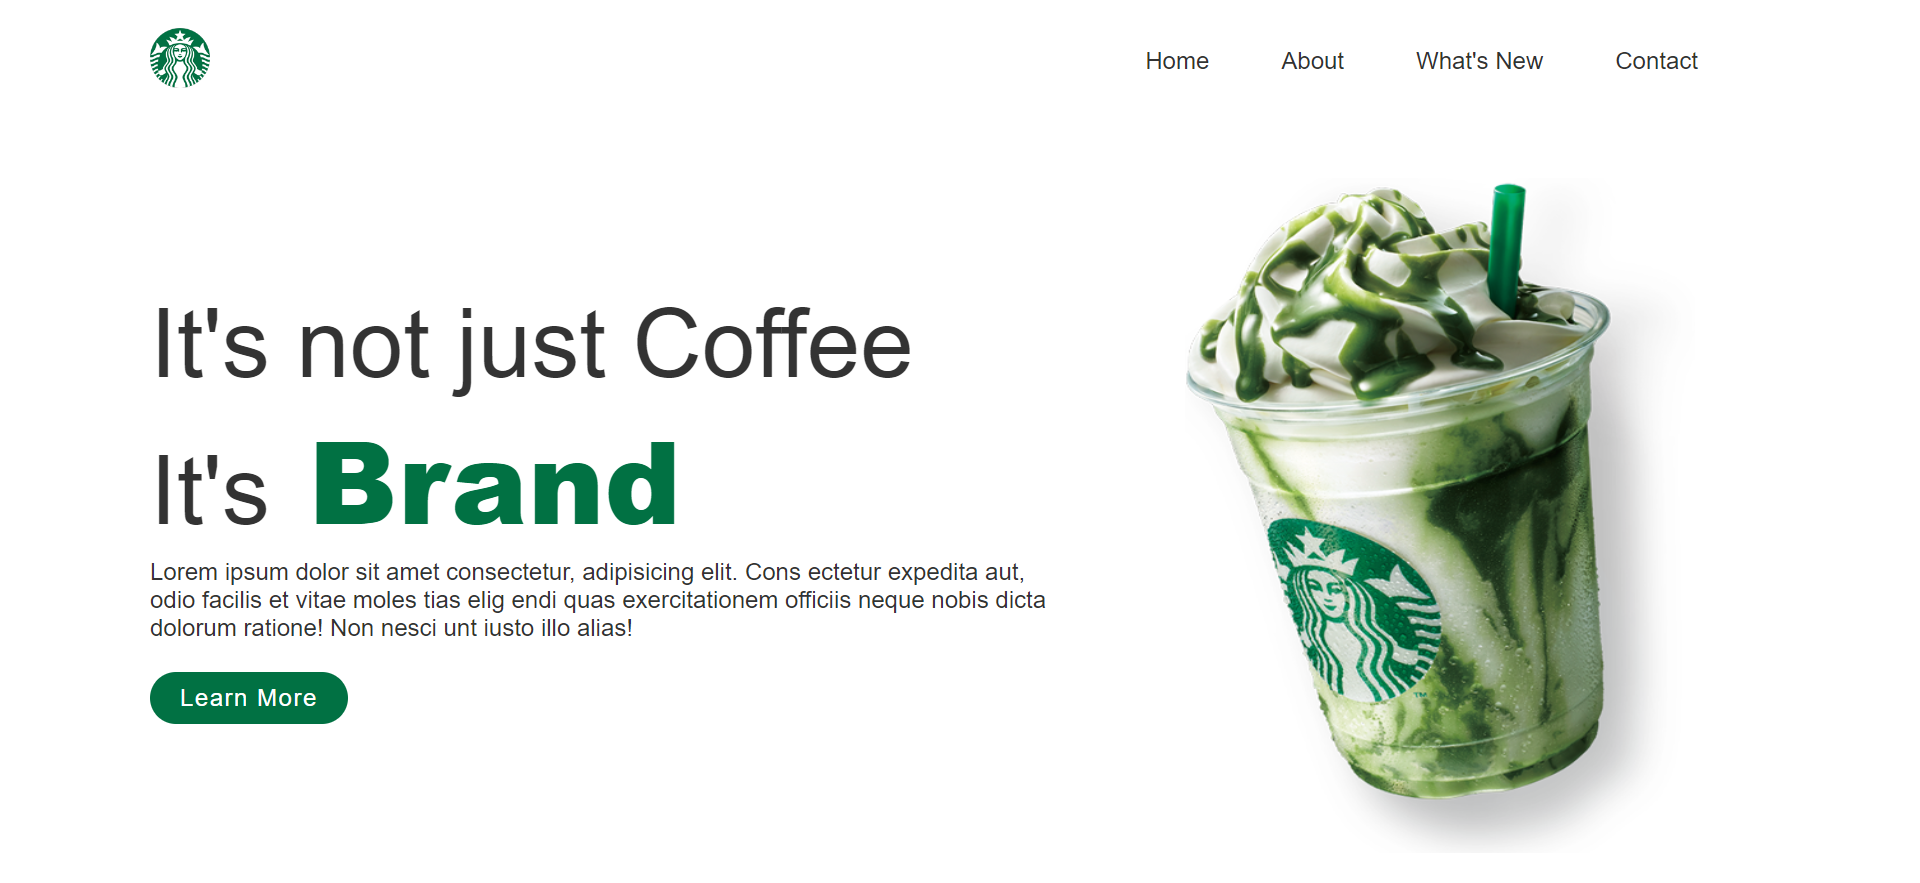 Home About What's New Contact
It's not just Coffee
It's Brand
Lorem ipsum dolor sit amet consectetur, adipisicing elit. Cons ectetur expedita aut,
odio facilis et vitae moles tias elig endi quas exercitationem officiis neque nobis dicta
dolorum ratione! Non nesci unt iusto illo alias!
Learn More
TM